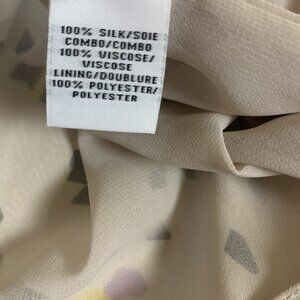 100% SILK/SOIE
COMBO/COMBO
100% VISCOSE/
VISCOSE
LINING/DOUBLURE
100% POLYESTER/
POLYESTER